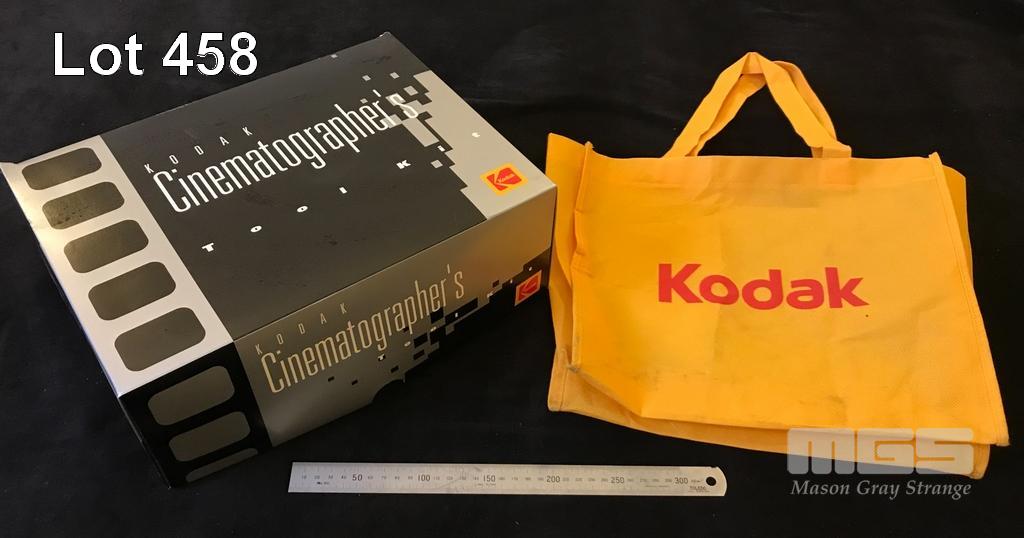 Lot 458
KODAK
Cinematographer's
TOOlKit
Kodak
KODAK
Cinematographer's
Kodak
50 100 150 200 250 300
MGS
Mason Gray Strange